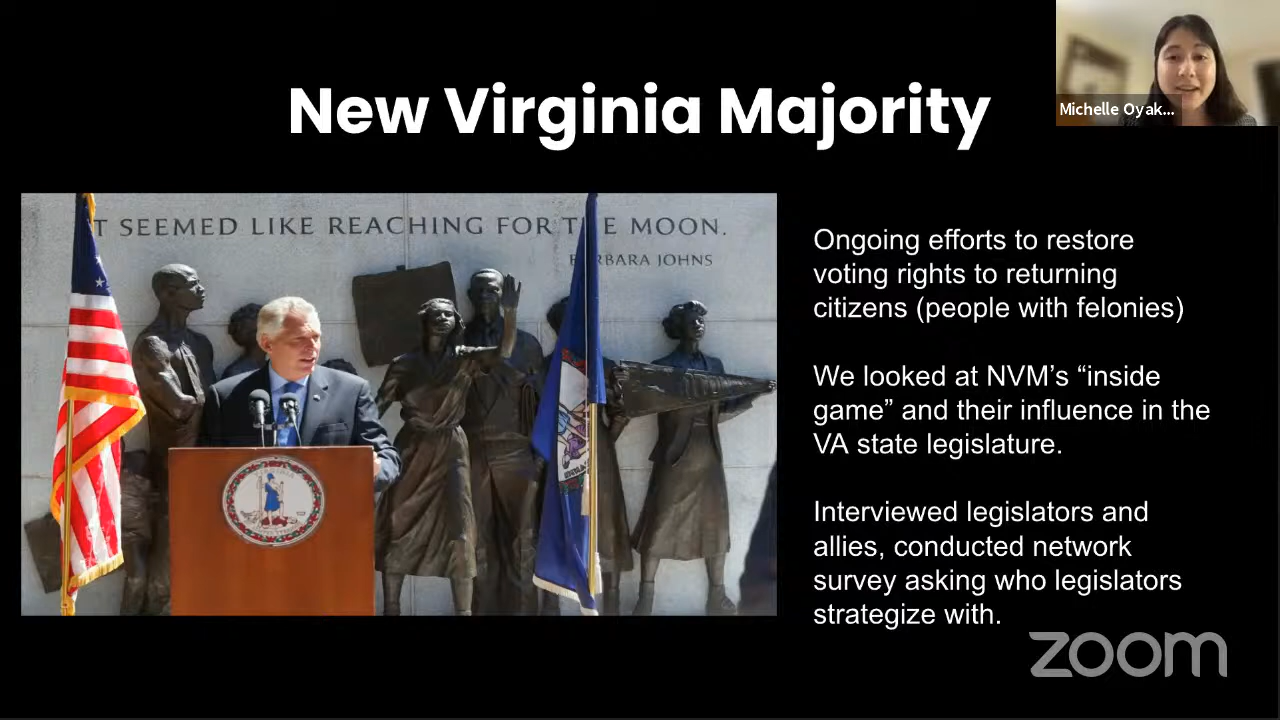 New Virginia Majority
Michelle Oyak...
T SEEMED LIKE REACHING FOR THE MOON.
BARBARA JOHNS
Ongoing efforts to restore
voting rights to returning
citizens (people with felonies)
We looked at NVM’s “inside
game” and their influence in the
VA state legislature.
Interviewed legislators and
allies, conducted network
survey asking who legislators
strategize with.
zoom